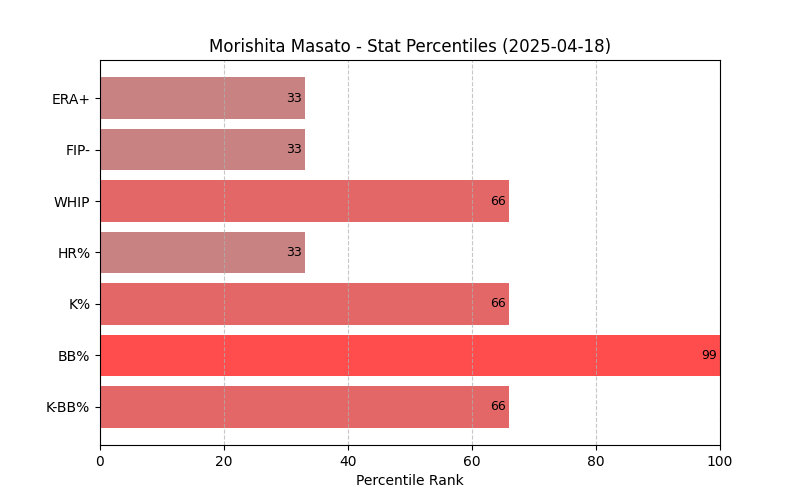 Morishita Masato - Stat Percentiles (2025-04-18)
ERA+ 33
FIP- 33
WHIP 66
HR% 33
K% 66
BB% 99
K-BB% 66
0 20 40 60 80 100
Percentile Rank